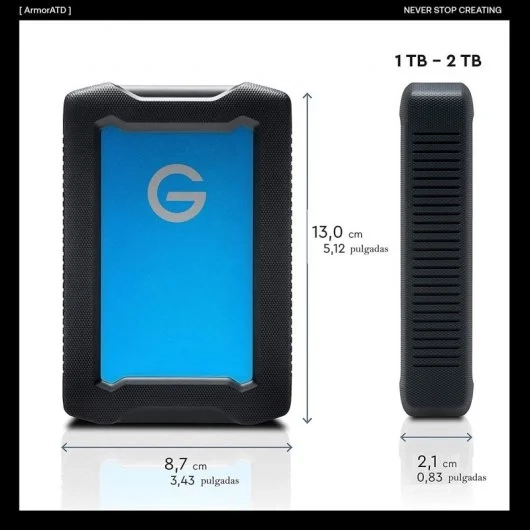 [ ArmorATD ]
NEVER STOP CREATING
1 TB – 2 TB
G
13,0 cm
5,12 pulgadas
8,7 cm
3,43 pulgadas
2,1 cm
0,83 pulgadas